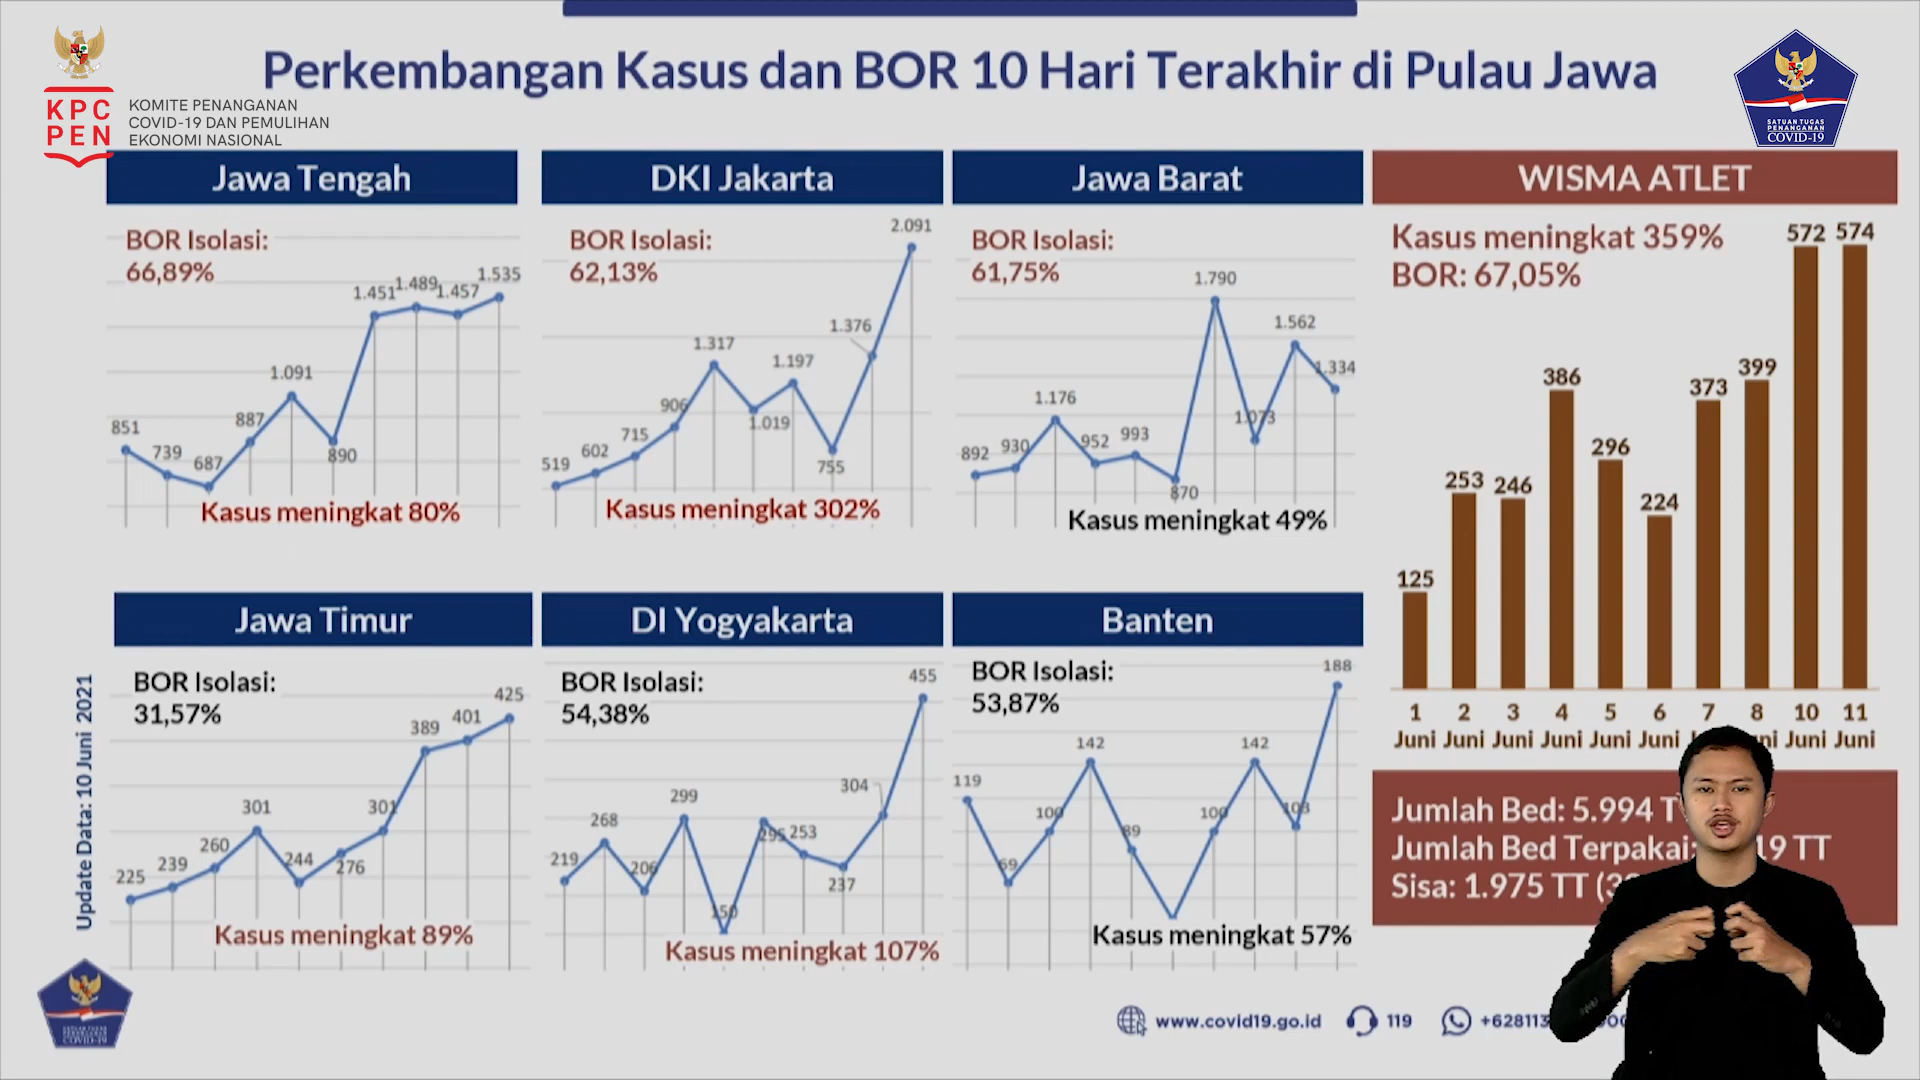 Perkembangan Kasus dan BOR 10 Hari Terakhir di Pulau Jawa
KPC
PEN
KOMITE PENANGANAN
COVID-19 DAN PEMULIHAN
EKONOMI NASIONAL
SATUAN TUGAS
PENANGANAN
COVID-19
Jawa Tengah
BOR Isolasi:
66,89%
851
739
687
887
1.091
890
1.451
1.489
1.457
1.535
Kasus meningkat 80%
DKI Jakarta
BOR Isolasi:
62,13%
519
602
715
906
1.317
1.019
1.197
755
1.376
2.091
Kasus meningkat 302%
Jawa Barat
BOR Isolasi:
61,75%
892
930
1.176
952
993
870
1.790
1.073
1.562
1.334
Kasus meningkat 49%
WISMA ATLET
Kasus meningkat 359%
BOR: 67,05%
125
253
246
386
296
224
373
399
572
574
1 2 3 4 5 6 7 8 10 11
Juni Juni Juni Juni Juni Juni Juni Juni
Jumlah Bed: 5.994
Jumlah Bed Terpakai: TT
Sisa: 1.975 TT
Jawa Timur
BOR Isolasi:
31,57%
225
239
260
301
244
276
301
389
401
425
Kasus meningkat 89%
DI Yogyakarta
BOR Isolasi:
54,38%
219
268
206
299
150
295
253
237
304
455
Kasus meningkat 107%
Banten
BOR Isolasi:
53,87%
119
69
100
142
89
100
142
103
188
Kasus meningkat 57%
Update Data: 10 Juni 2021
SATUAN TUGAS
PENANGANAN
COVID-19
www.covid19.go.id 119